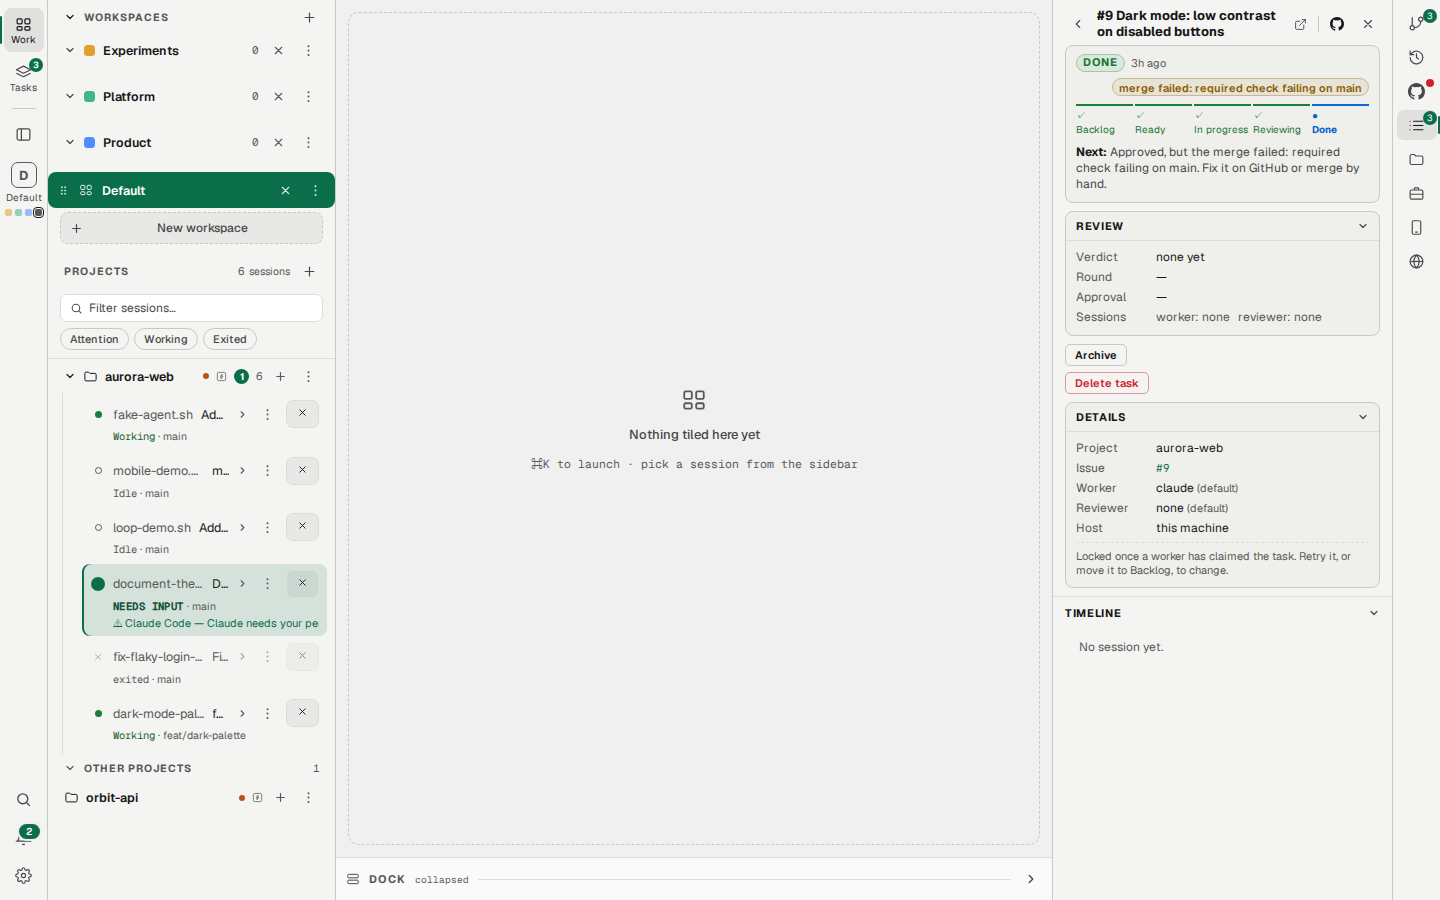 Work
Tasks
3
D
Default
2
WORKSPACES
Experiments 0
Platform 0
Product 0
Default
New workspace
PROJECTS 6 sessions
Filter sessions...
Attention Working Exited
aurora-web 1 6
fake-agent.sh Ad...
Working · main
mobile-demo.... m...
Idle · main
loop-demo.sh Add...
Idle · main
document-the... D...
NEEDS INPUT · main
⚠ Claude Code — Claude needs your pe
fix-flaky-login-... Fi...
exited · main
dark-mode-pal... f...
Working · feat/dark-palette
OTHER PROJECTS 1
orbit-api
Nothing tiled here yet
⌘K to launch · pick a session from the sidebar
DOCK collapsed
#9 Dark mode: low contrast
on disabled buttons
DONE 3h ago
merge failed: required check failing on main
✓ ✓ ✓ ✓ ●
Backlog Ready In progress Reviewing Done
Next: Approved, but the merge failed: required
check failing on main. Fix it on GitHub or merge by
hand.
REVIEW
Verdict none yet
Round —
Approval —
Sessions worker: none reviewer: none
Archive
Delete task
DETAILS
Project aurora-web
Issue #9
Worker claude (default)
Reviewer none (default)
Host this machine
Locked once a worker has claimed the task. Retry it, or
move it to Backlog, to change.
TIMELINE
No session yet.
3
3